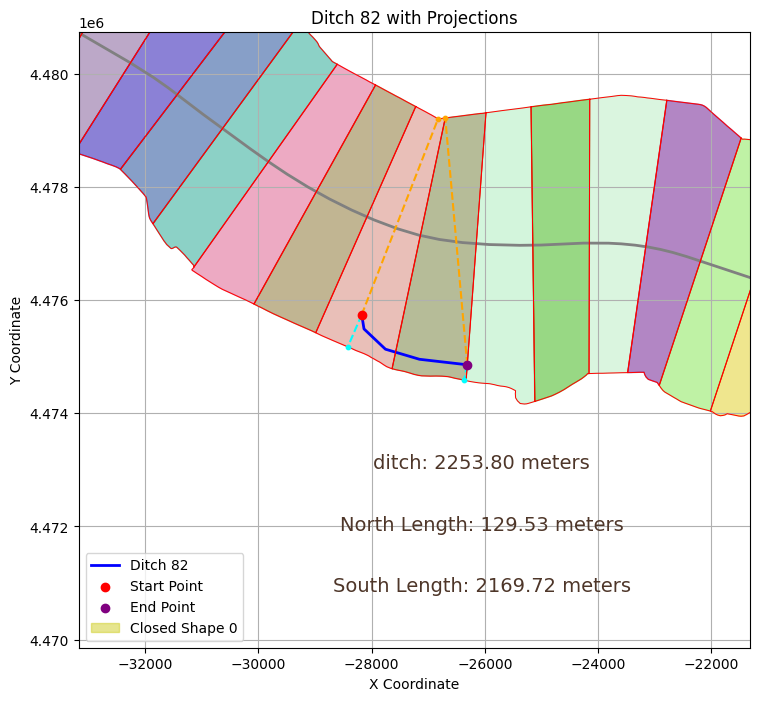 Ditch 82 with Projections
1e6
4.480
4.478
4.476
4.474
4.472
4.470
Y Coordinate
ditch: 2253.80 meters
North Length: 129.53 meters
South Length: 2169.72 meters
Ditch 82
Start Point
End Point
Closed Shape 0
−32000
−30000
−28000
−26000
−24000
−22000
X Coordinate